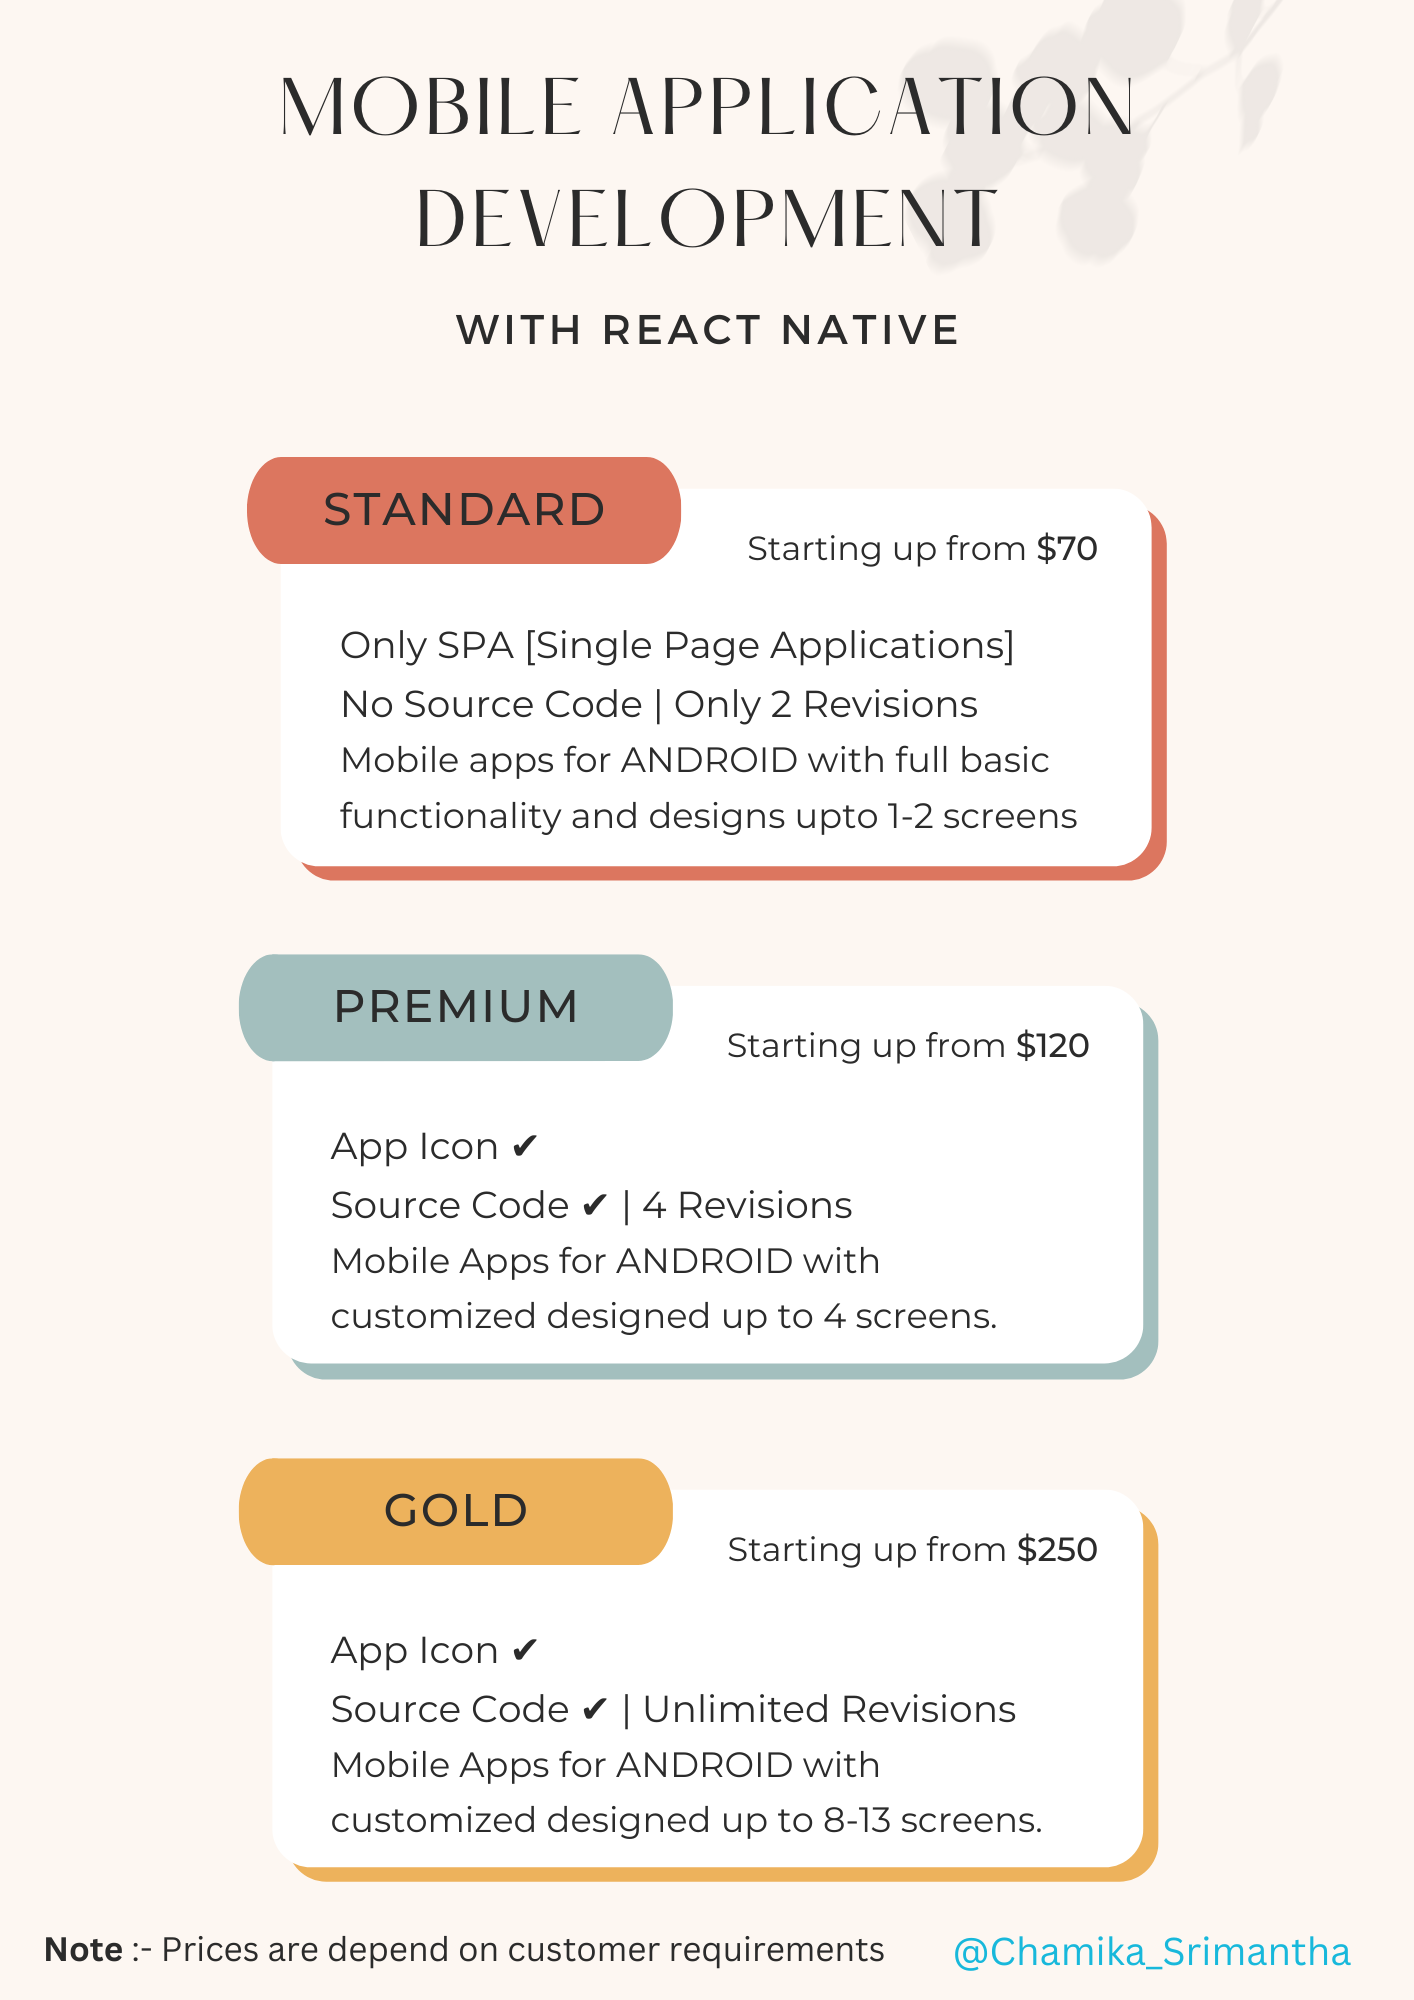 MOBILE APPLICATION
DEVELOPMENT
WITH REACT NATIVE
STANDARD
Starting up from $70
Only SPA [Single Page Applications]
No Source Code | Only 2 Revisions
Mobile apps for ANDROID with full basic
functionality and designs upto 1-2 screens
PREMIUM
Starting up from $120
App Icon ✔
Source Code ✔ | 4 Revisions
Mobile Apps for ANDROID with
customized designed up to 4 screens.
GOLD
Starting up from $250
App Icon ✔
Source Code ✔ | Unlimited Revisions
Mobile Apps for ANDROID with
customized designed up to 8-13 screens.
Note :- Prices are depend on customer requirements
@Chamika_Srimantha